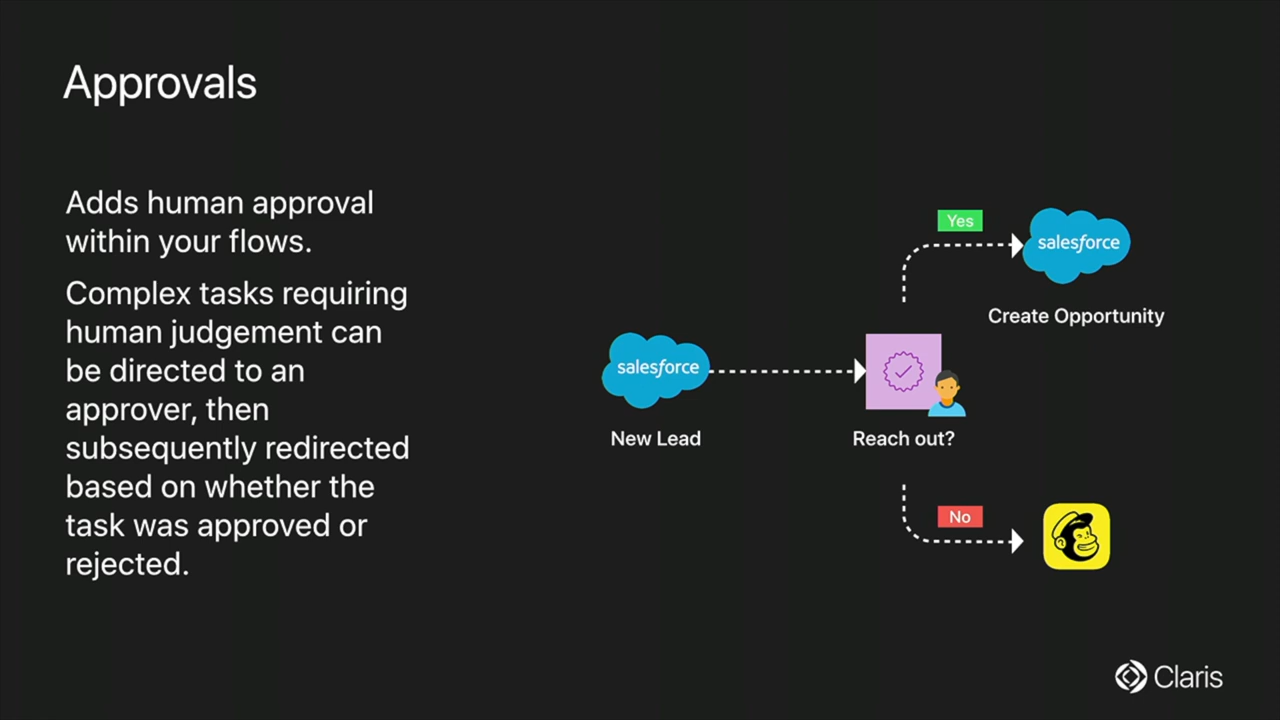 Approvals
Adds human approval
within your flows.
Complex tasks requiring
human judgement can
be directed to an
approver, then
subsequently redirected
based on whether the
task was approved or
rejected.
salesforce
New Lead
Reach out?
Yes
salesforce
Create Opportunity
No
Claris